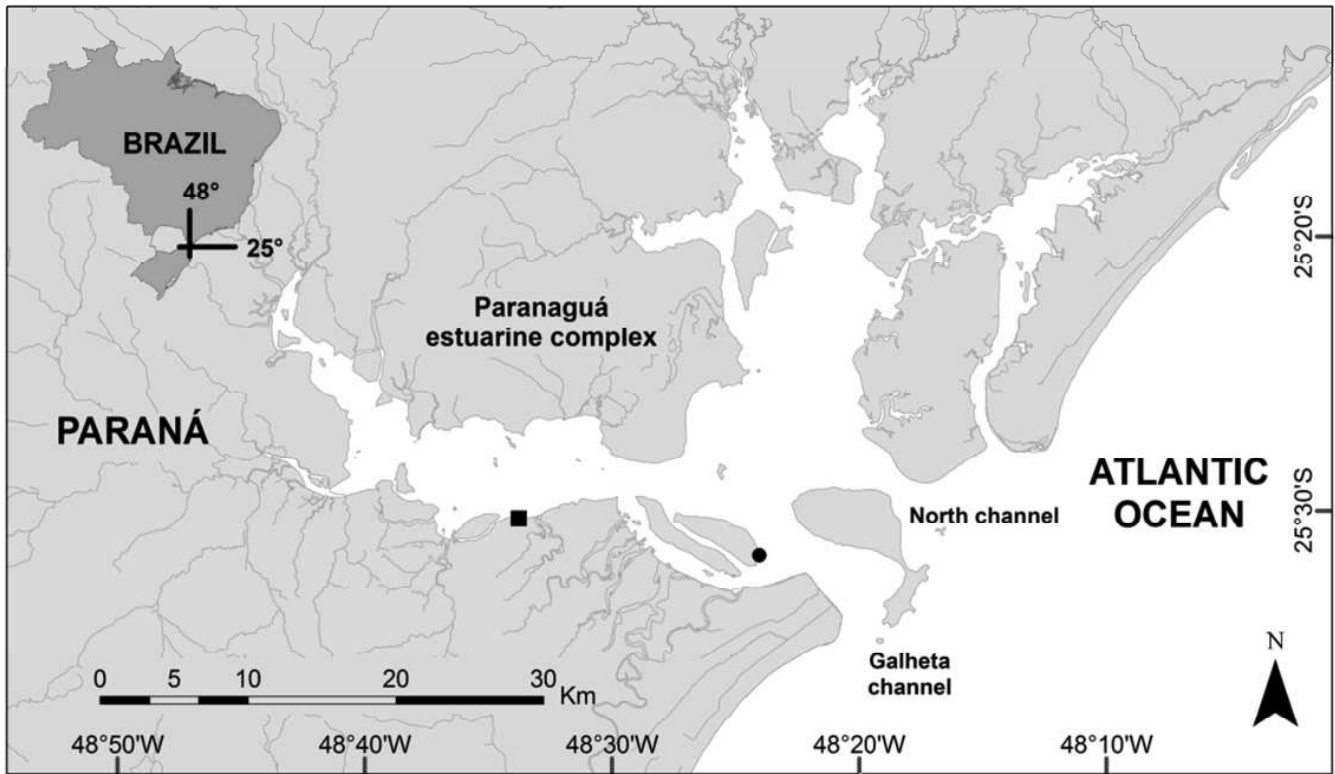 BRAZIL
48°
25°
Paranaguá
estuarine complex
PARANÁ
ATLANTIC
OCEAN
North channel
Galheta
channel
N
0 5 10 20 30
Km
48°50'W 48°40'W 48°30'W 48°20'W 48°10'W
25°20'S
25°30'S